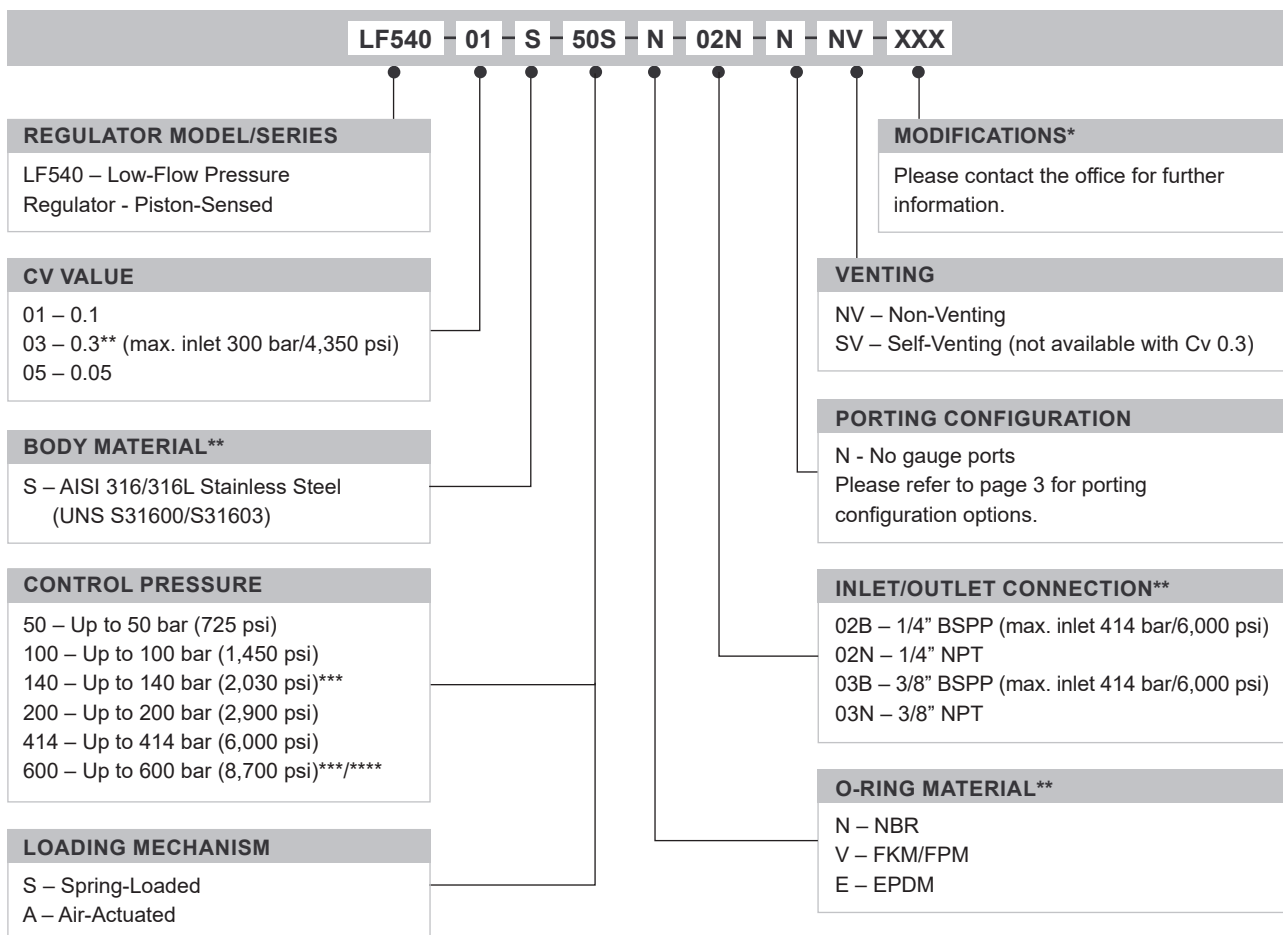 LF540 – 01 – S – 50S – N – 02N – N – NV – XXX
REGULATOR MODEL/SERIES
LF540 – Low-Flow Pressure
Regulator - Piston-Sensed
CV VALUE
01 – 0.1
03 – 0.3** (max. inlet 300 bar/4,350 psi)
05 – 0.05
BODY MATERIAL**
S – AISI 316/316L Stainless Steel
(UNS S31600/S31603)
CONTROL PRESSURE
50 – Up to 50 bar (725 psi)
100 – Up to 100 bar (1,450 psi)
140 – Up to 140 bar (2,030 psi)***
200 – Up to 200 bar (2,900 psi)
414 – Up to 414 bar (6,000 psi)
600 – Up to 600 bar (8,700 psi)***/****
LOADING MECHANISM
S – Spring-Loaded
A – Air-Actuated
MODIFICATIONS*
Please contact the office for further
information.
VENTING
NV – Non-Venting
SV – Self-Venting (not available with Cv 0.3)
PORTING CONFIGURATION
N - No gauge ports
Please refer to page 3 for porting
configuration options.
INLET/OUTLET CONNECTION**
02B – 1/4” BSPP (max. inlet 414 bar/6,000 psi)
02N – 1/4” NPT
03B – 3/8” BSPP (max. inlet 414 bar/6,000 psi)
03N – 3/8” NPT
O-RING MATERIAL**
N – NBR
V – FKM/FPM
E – EPDM